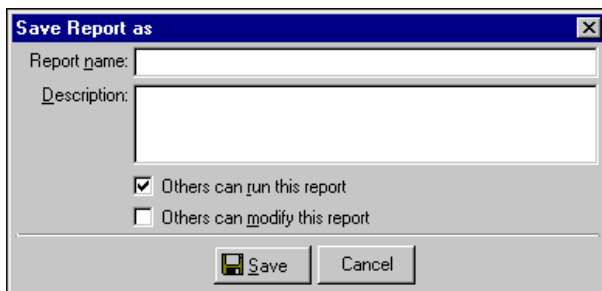 Save Report as
Report name:
Description:
Others can run this report
Others can modify this report
Save Cancel